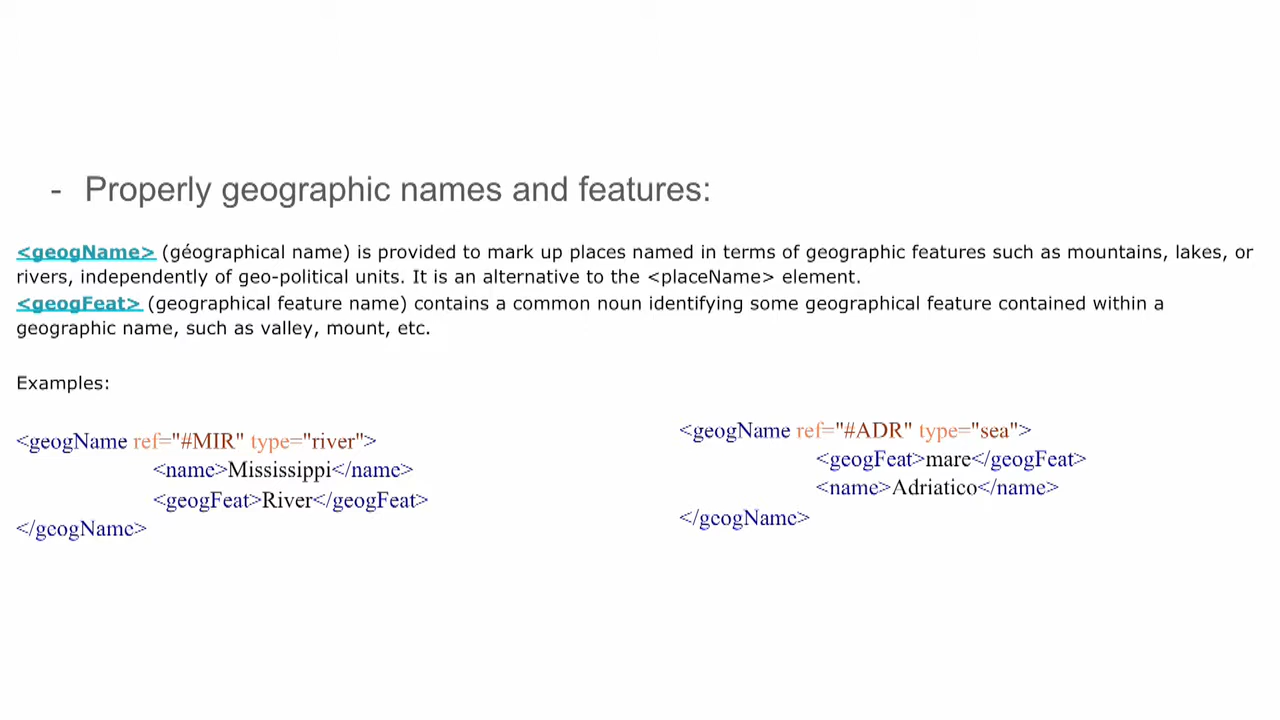 - Properly geographic names and features:
<geogName> (géographical name) is provided to mark up places named in terms of geographic features such as mountains, lakes, or
rivers, independently of geo-political units. It is an alternative to the <placeName> element.
<geogFeat> (geographical feature name) contains a common noun identifying some geographical feature contained within a
geographic name, such as valley, mount, etc.
Examples:
<geogName ref="#MIR" type="river">
<name>Mississippi</name>
<geogFeat>River</geogFeat>
</geogName>
<geogName ref="#ADR" type="sea">
<geogFeat>mare</geogFeat>
<name>Adriatico</name>
</geogName>